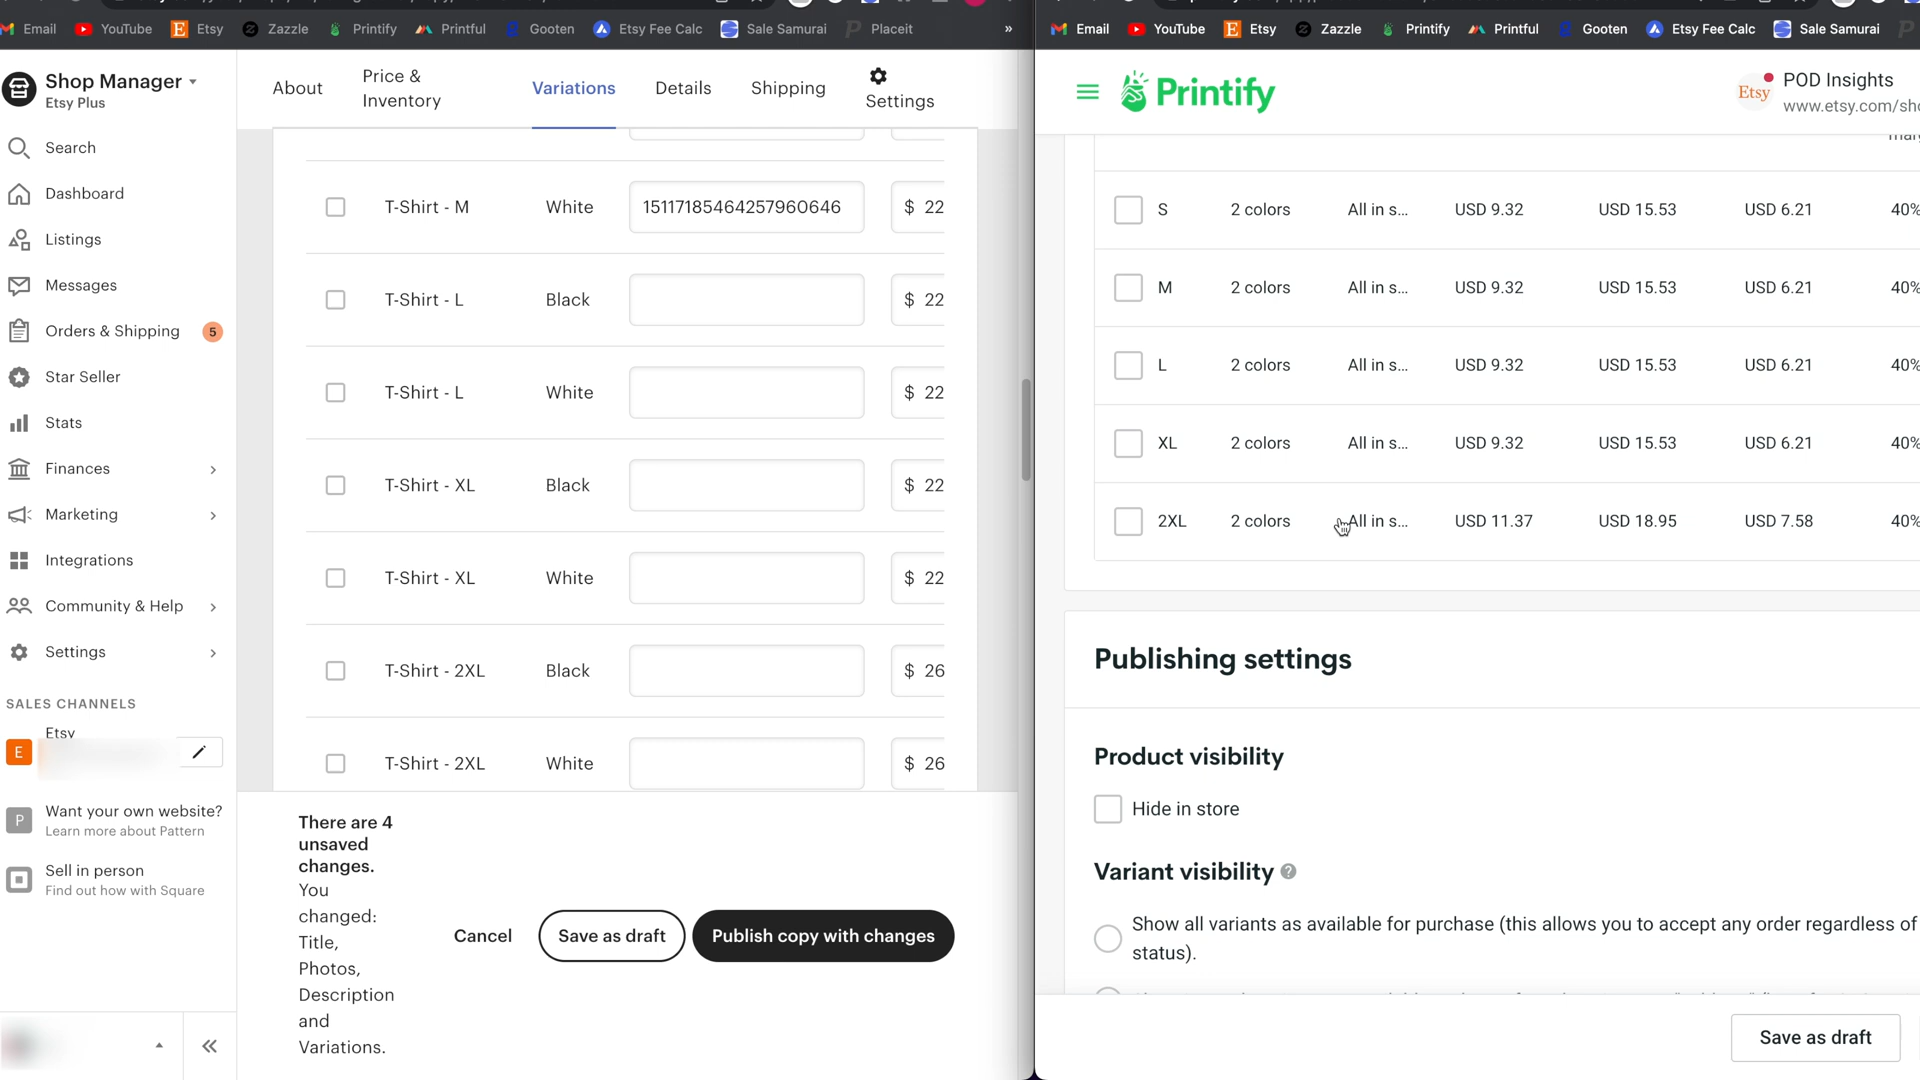 Email YouTube Etsy Zazzle Printify Printful Gooten Etsy Fee Calc Sale Samurai Placeit »
Shop Manager
Etsy Plus
Search
Dashboard
Listings
Messages
Orders & Shipping 5
Star Seller
Stats
Finances
Marketing
Integrations
Community & Help
Settings
SALES CHANNELS
Etsy
E
P
Want your own website?
Learn more about Pattern
Sell in person
Find out how with Square
About
Price &
Inventory
Variations
Details
Shipping
Settings
T-Shirt - M White 15117185464257960646 $ 22
T-Shirt - L Black $ 22
T-Shirt - L White $ 22
T-Shirt - XL Black $ 22
T-Shirt - XL White $ 22
T-Shirt - 2XL Black $ 26
T-Shirt - 2XL White $ 26
There are 4
unsaved
changes.
You
changed:
Title,
Photos,
Description
and
Variations.
Cancel
Save as draft
Publish copy with changes
Email YouTube Etsy Zazzle Printify Printful Gooten Etsy Fee Calc Sale Samurai
Printify
Etsy
POD Insights
www.etsy.com/sho
S 2 colors All in s... USD 9.32 USD 15.53 USD 6.21 40%
M 2 colors All in s... USD 9.32 USD 15.53 USD 6.21 40%
L 2 colors All in s... USD 9.32 USD 15.53 USD 6.21 40%
XL 2 colors All in s... USD 9.32 USD 15.53 USD 6.21 40%
2XL 2 colors All in s... USD 11.37 USD 18.95 USD 7.58 40%
Publishing settings
Product visibility
Hide in store
Variant visibility ?
Show all variants as available for purchase (this allows you to accept any order regardless of
status).
Save as draft